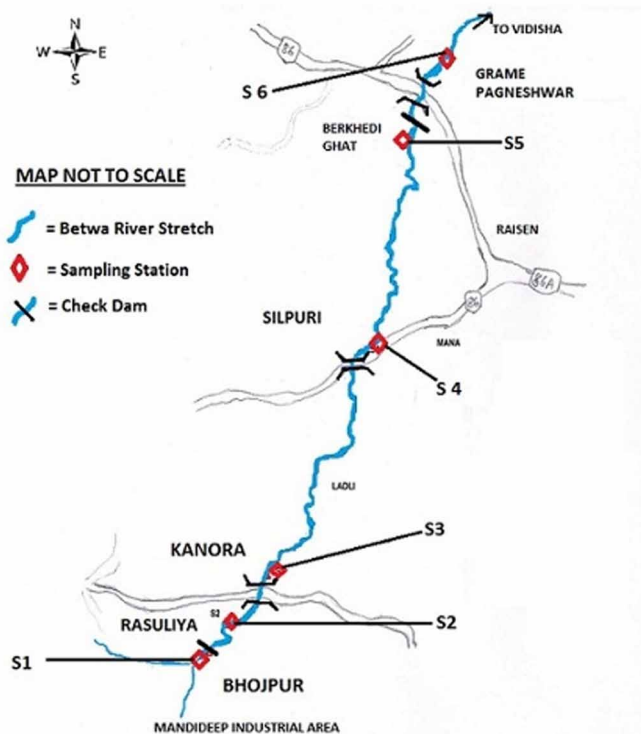 N
W E
S
TO VIDISHA
86
S 6
GRAME
PAGNESHWAR
BERKHEDI
GHAT
S5
MAP NOT TO SCALE
= Betwa River Stretch
RAISEN
= Sampling Station
86A
= Check Dam
SILPURI
MANA
S 4
LADLI
S3
KANORA
S2
RASULIYA
S2
S1
BHOJPUR
MANDIDEEP INDUSTRIAL AREA